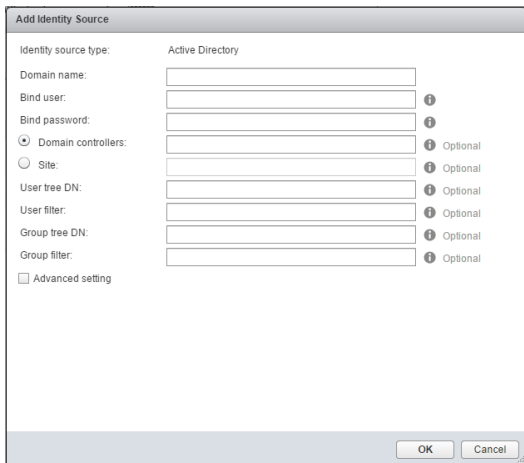 Add Identity Source
Identity source type: Active Directory
Domain name:
Bind user:
Bind password:
Domain controllers: Optional
Site: Optional
User tree DN: Optional
User filter: Optional
Group tree DN: Optional
Group filter: Optional
Advanced setting
OK Cancel